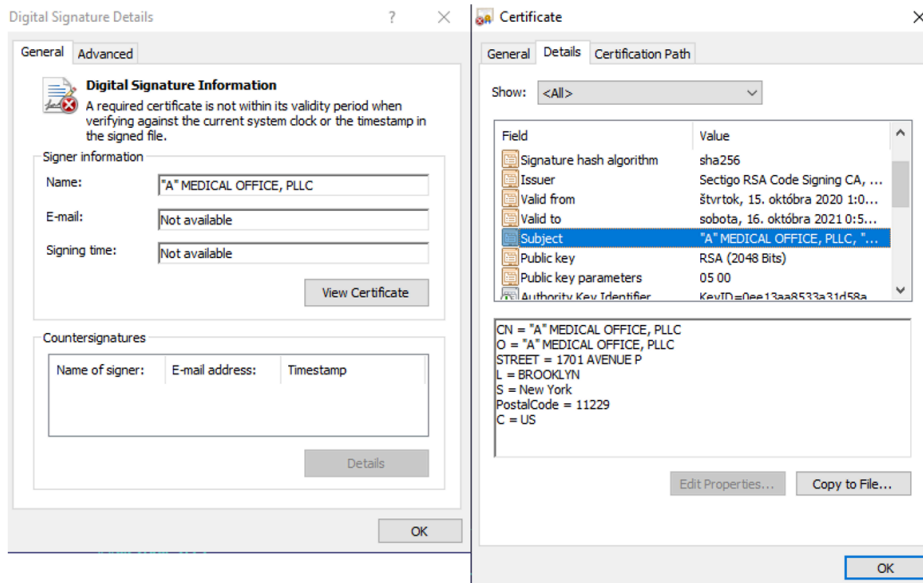 Digital Signature Details
?
General
Advanced
Digital Signature Information
A required certificate is not within its validity period when
verifying against the current system clock or the timestamp in
the signed file.
Signer information
Name:
"A" MEDICAL OFFICE, PLLC
E-mail:
Not available
Signing time:
Not available
View Certificate
Countersignatures
Name of signer:
E-mail address:
Timestamp
Details
OK
Certificate
General
Details
Certification Path
Show:
<All>
Field
Value
Signature hash algorithm
sha256
Issuer
Sectigo RSA Code Signing CA, ...
Valid from
štvrtok, 15. októbra 2020 1:0...
Valid to
sobota, 16. októbra 2021 0:5...
Subject
"A" MEDICAL OFFICE, PLLC, "...
Public key
RSA (2048 Bits)
Public key parameters
05 00
Authority Key Identifier
KeyID=0ee13aa8533a31d58a
CN = "A" MEDICAL OFFICE, PLLC
O = "A" MEDICAL OFFICE, PLLC
STREET = 1701 AVENUE P
L = BROOKLYN
S = New York
PostalCode = 11229
C = US
Edit Properties...
Copy to File...
OK